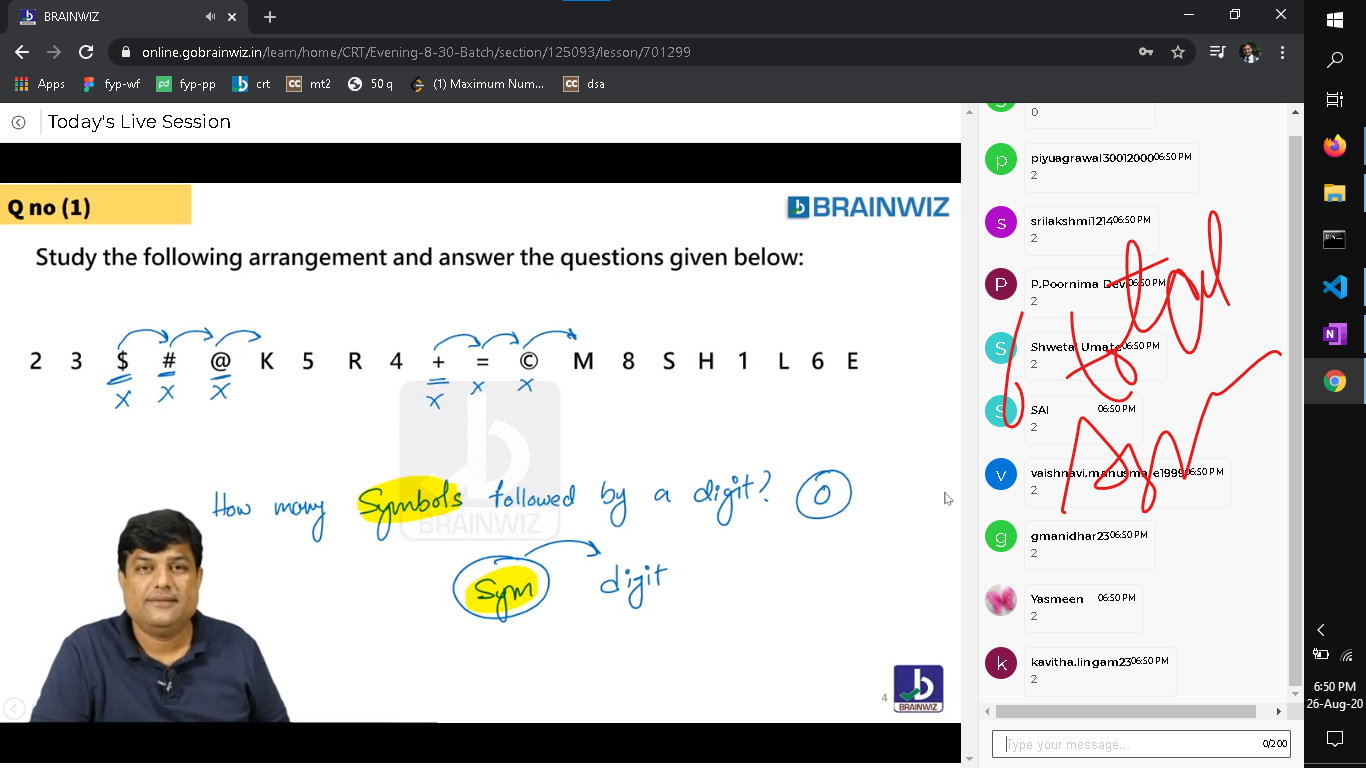 BRAINWIZ
online.gobrainwiz.in/learn/home/CRT/Evening-8-30-Batch/section/125093/lesson/701299
Apps fyp-wf fyp-pp crt CC mt2 50 q (1) Maximum Num... CC dsa
Today's Live Session
Q no (1)
BRAINWIZ
Study the following arrangement and answer the questions given below:
2 3 $ # @ K 5 R 4 + = © M 8 S H 1 L 6 E
x x x x x x
How many Symbols followed by a digit? 0
Sym digit
BRAINWIZ
4
BRAINWIZ
0
p piyuagrawal30012000 06:50 PM
2
s srilakshmi1214 06:50 PM
2
P P.Poornima Devi 06:50 PM
2
S Shwetal Umate 06:50 PM
2
S SAI 06:50 PM
2
v vaishnavi.manusmare1999 06:50 PM
2
g gmanidhar23 06:50 PM
2
Yasmeen 06:50 PM
2
k kavitha.lingam23 06:50 PM
2
total
Type your message... 0/200
6:50 PM
26-Aug-20